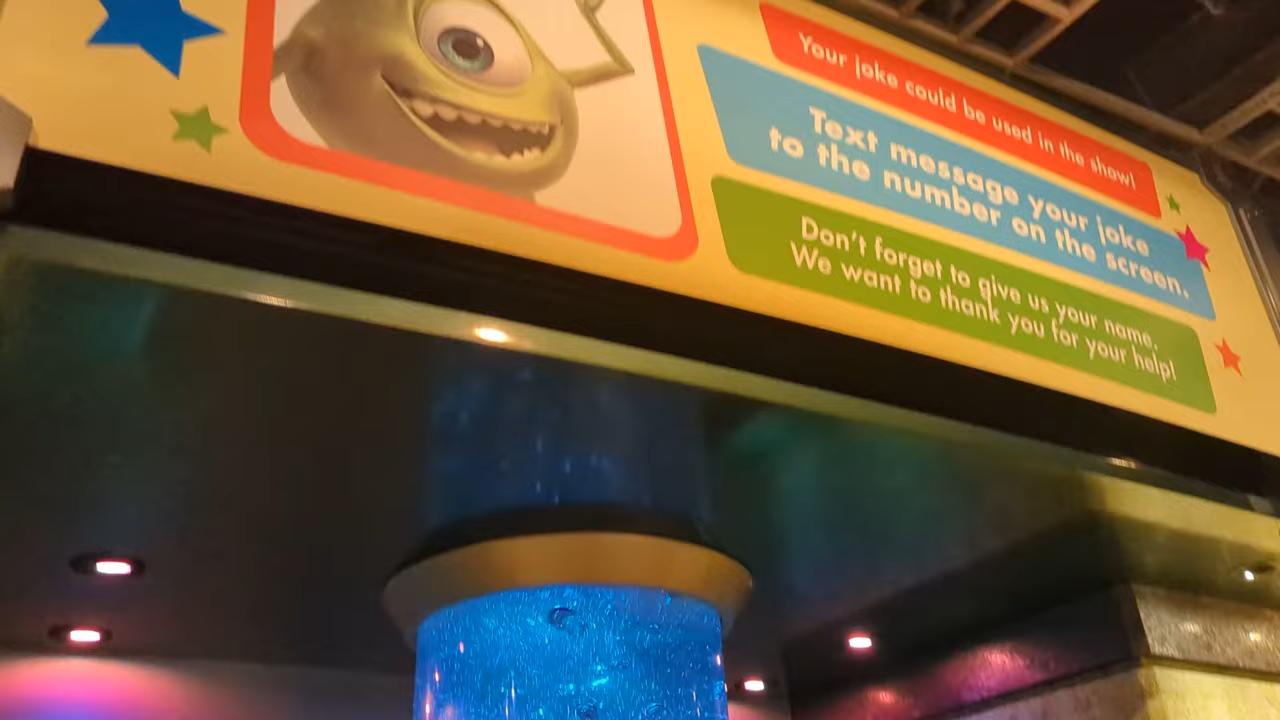 Your joke could be used in the show!
Text message your joke
to the number on the screen.
Don't forget to give us your name.
We want to thank you for your help!